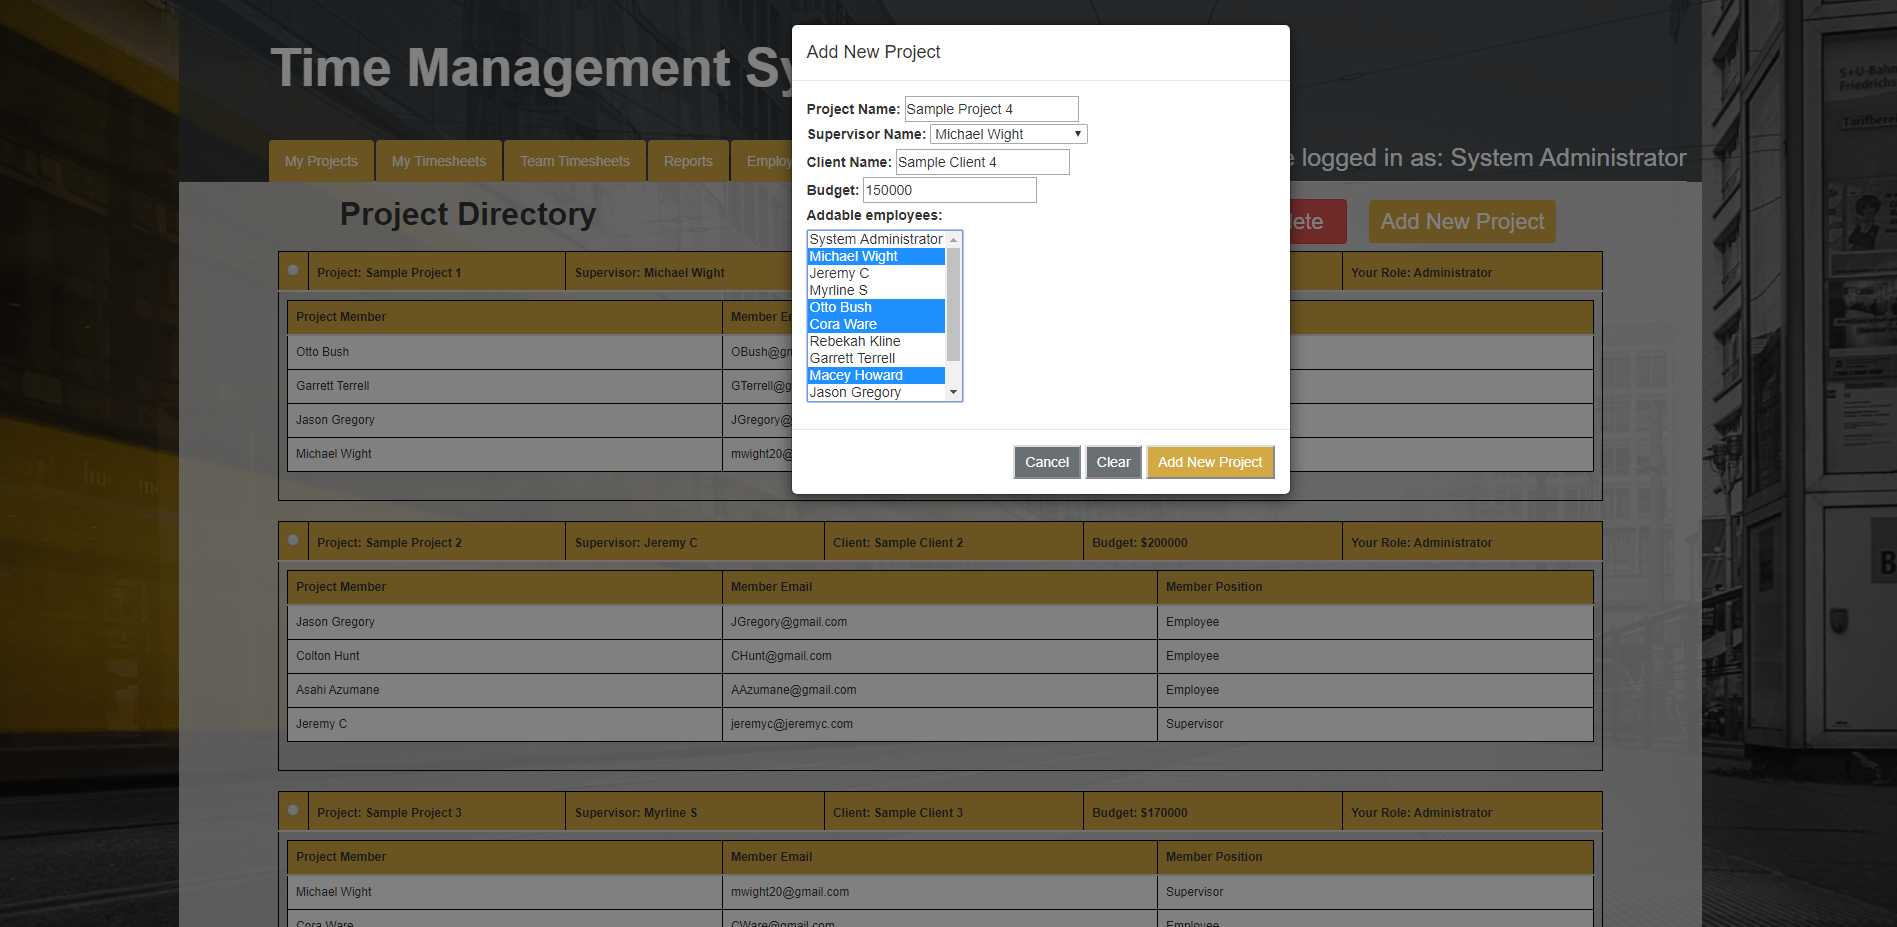 Time Management Sy
My Projects
My Timesheets
Team Timesheets
Reports
Employ
e logged in as: System Administrator
Add New Project
Project Name: Sample Project 4
Supervisor Name: Michael Wight
Client Name: Sample Client 4
Budget: 150000
Addable employees:
System Administrator
Michael Wight
Jeremy C
Myrline S
Otto Bush
Cora Ware
Rebekah Kline
Garrett Terrell
Macey Howard
Jason Gregory
Cancel
Clear
Add New Project
Project Directory
lete
Add New Project
Project: Sample Project 1
Supervisor: Michael Wight
Your Role: Administrator
Project Member
Member E
Otto Bush
OBush@gm
Garrett Terrell
GTerrell@g
Jason Gregory
JGregory@
Michael Wight
mwight20@
Project: Sample Project 2
Supervisor: Jeremy C
Client: Sample Client 2
Budget: $200000
Your Role: Administrator
Project Member
Member Email
Member Position
Jason Gregory
JGregory@gmail.com
Employee
Colton Hunt
CHunt@gmail.com
Employee
Asahi Azumane
AAzumane@gmail.com
Employee
Jeremy C
jeremyc@jeremyc.com
Supervisor
Project: Sample Project 3
Supervisor: Myrline S
Client: Sample Client 3
Budget: $170000
Your Role: Administrator
Project Member
Member Email
Member Position
Michael Wight
mwight20@gmail.com
Supervisor
Cora Ware
CWare@gmail.com
Employee
S+U-Bahn
Friedrichs
Tarifbere
B